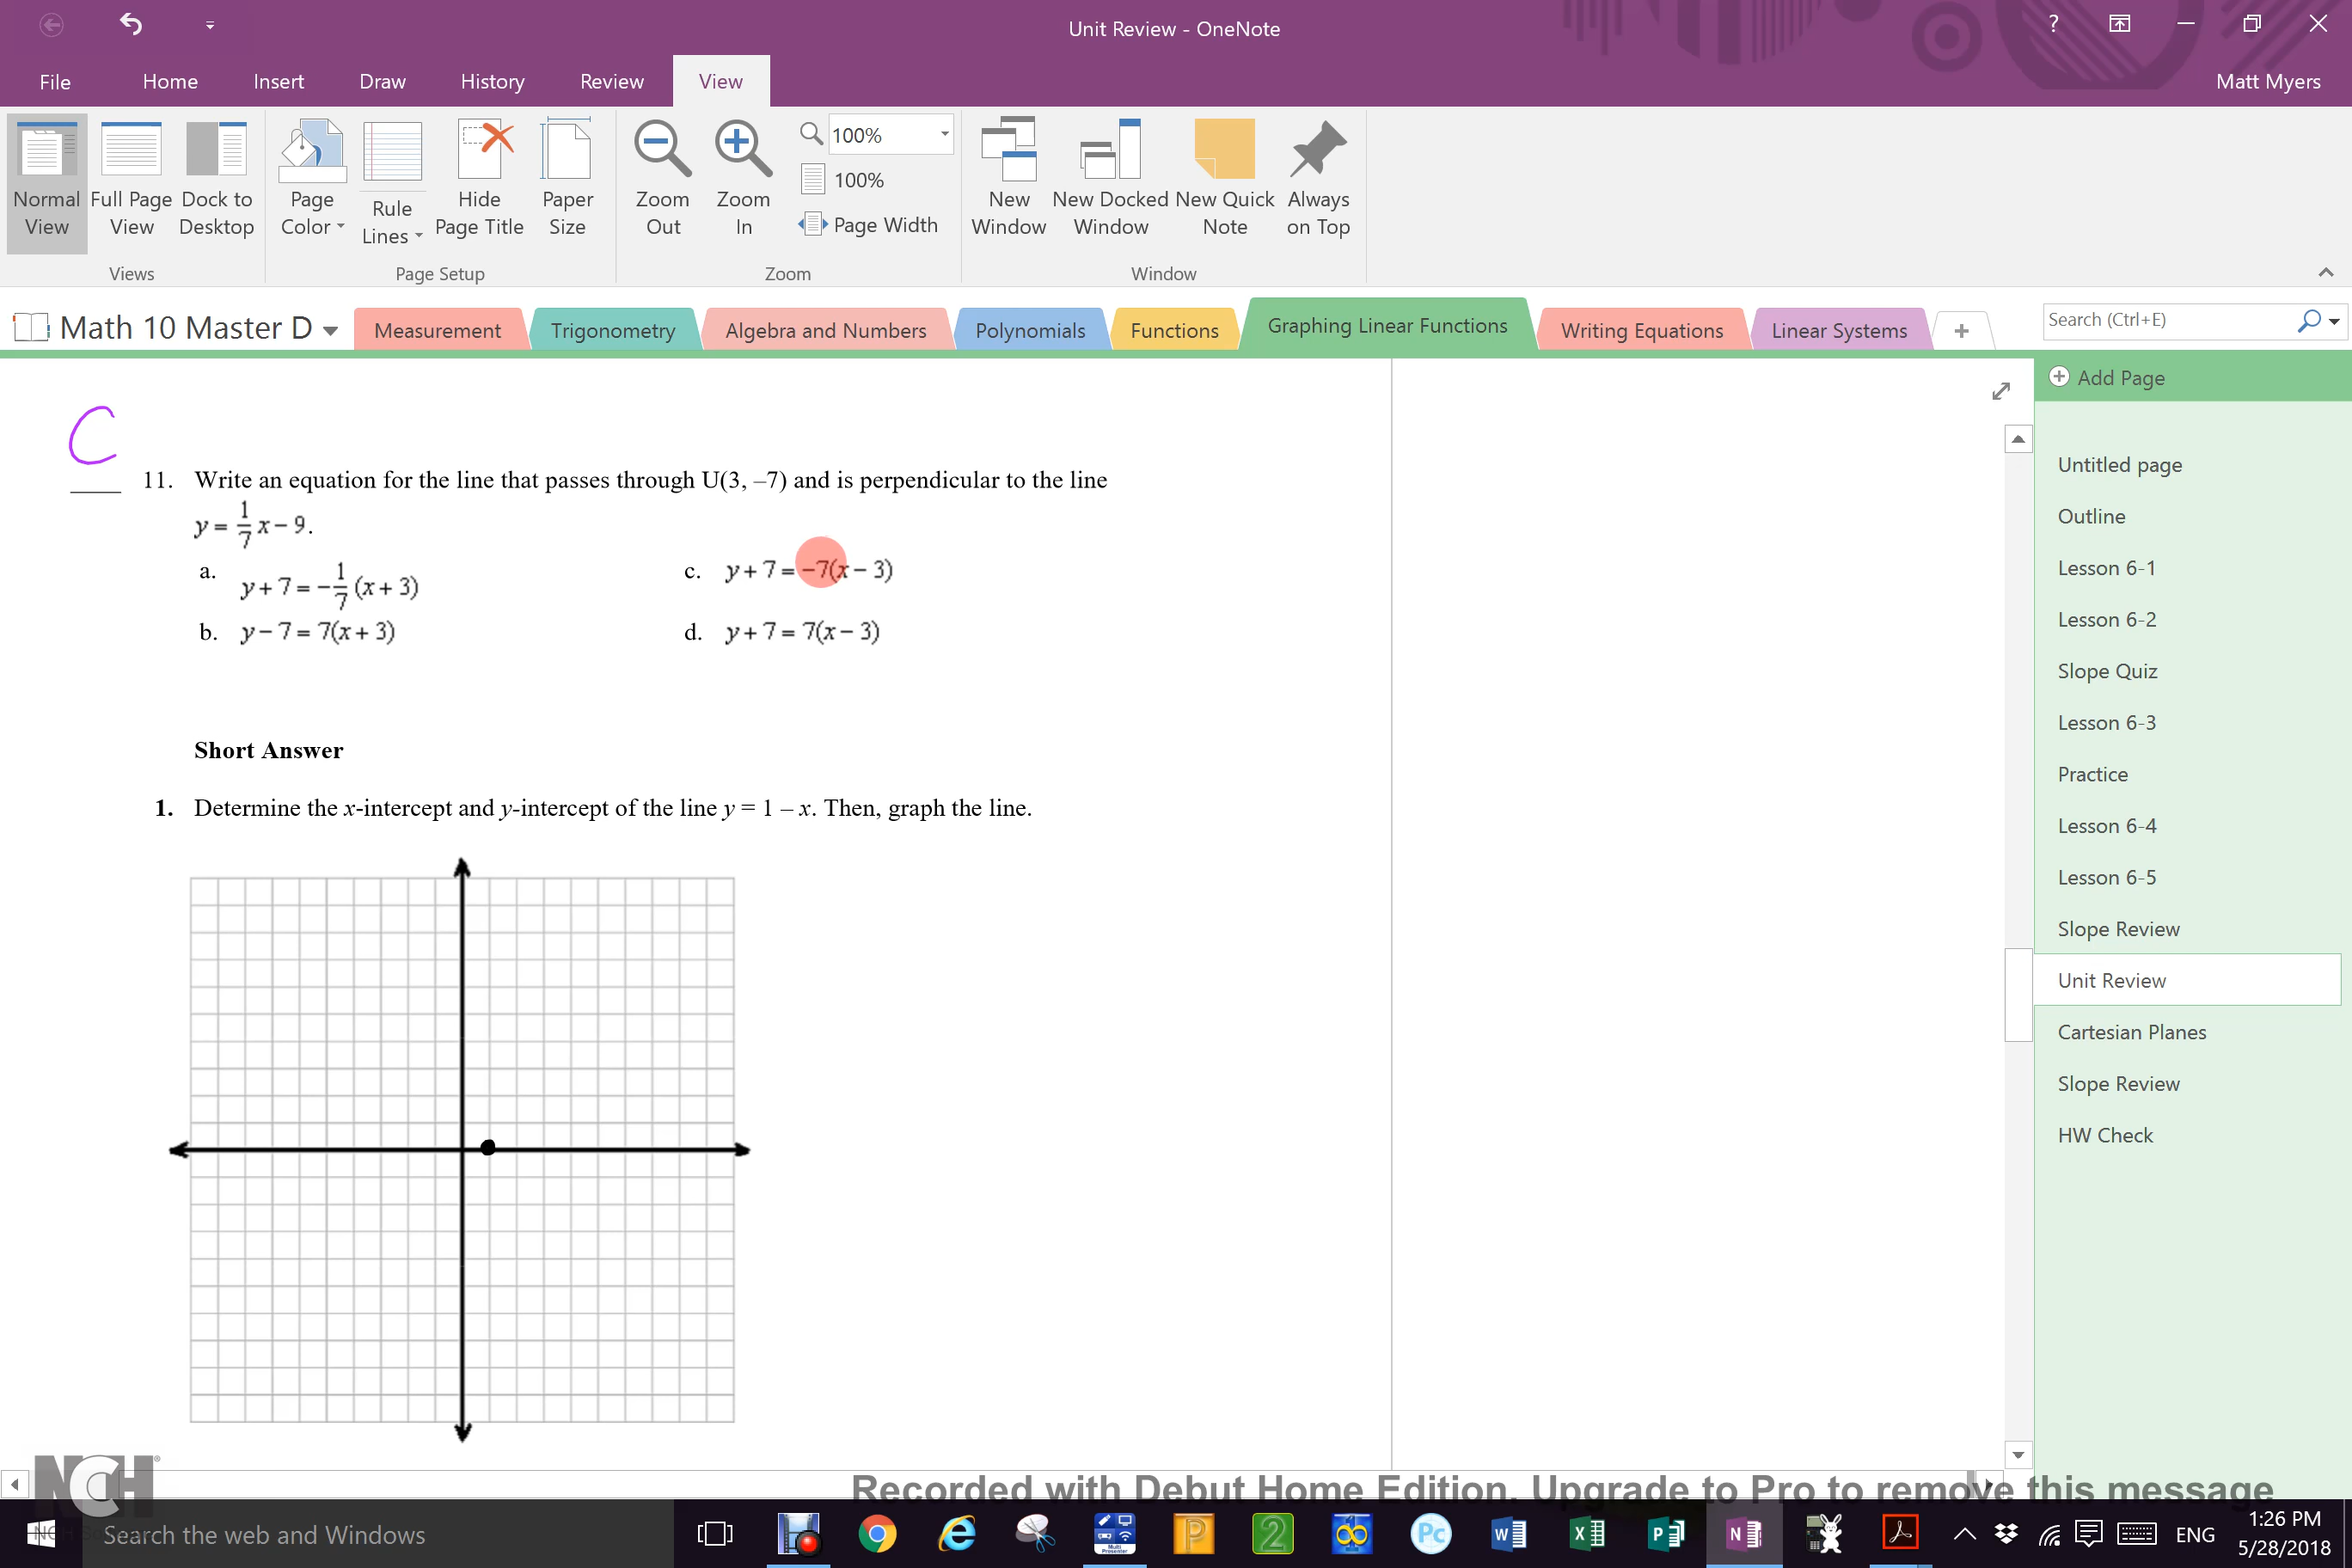 Unit Review - OneNote
?
File Home Insert Draw History Review View Matt Myers
Normal View
Full Page View
Dock to Desktop
Page Color
Rule Lines
Hide Page Title
Paper Size
Zoom Out
Zoom In
100%
100%
Page Width
New Window
New Docked Window
New Quick Note
Always on Top
Views Page Setup Zoom Window
Math 10 Master D Measurement Trigonometry Algebra and Numbers Polynomials Functions Graphing Linear Functions Writing Equations Linear Systems + Search (Ctrl+E)
C
11. Write an equation for the line that passes through U(3, –7) and is perpendicular to the line
y = 1/7 x – 9.
a. y + 7 = –1/7 (x + 3)
c. y + 7 = –7(x – 3)
b. y – 7 = 7(x + 3)
d. y + 7 = 7(x – 3)
Short Answer
1. Determine the x-intercept and y-intercept of the line y = 1 – x. Then, graph the line.
Add Page
Untitled page
Outline
Lesson 6-1
Lesson 6-2
Slope Quiz
Lesson 6-3
Practice
Lesson 6-4
Lesson 6-5
Slope Review
Unit Review
Cartesian Planes
Slope Review
HW Check
NCH
Recorded with Debut Home Edition. Upgrade to Pro to remove this message
Search the web and Windows
ENG
1:26 PM
5/28/2018